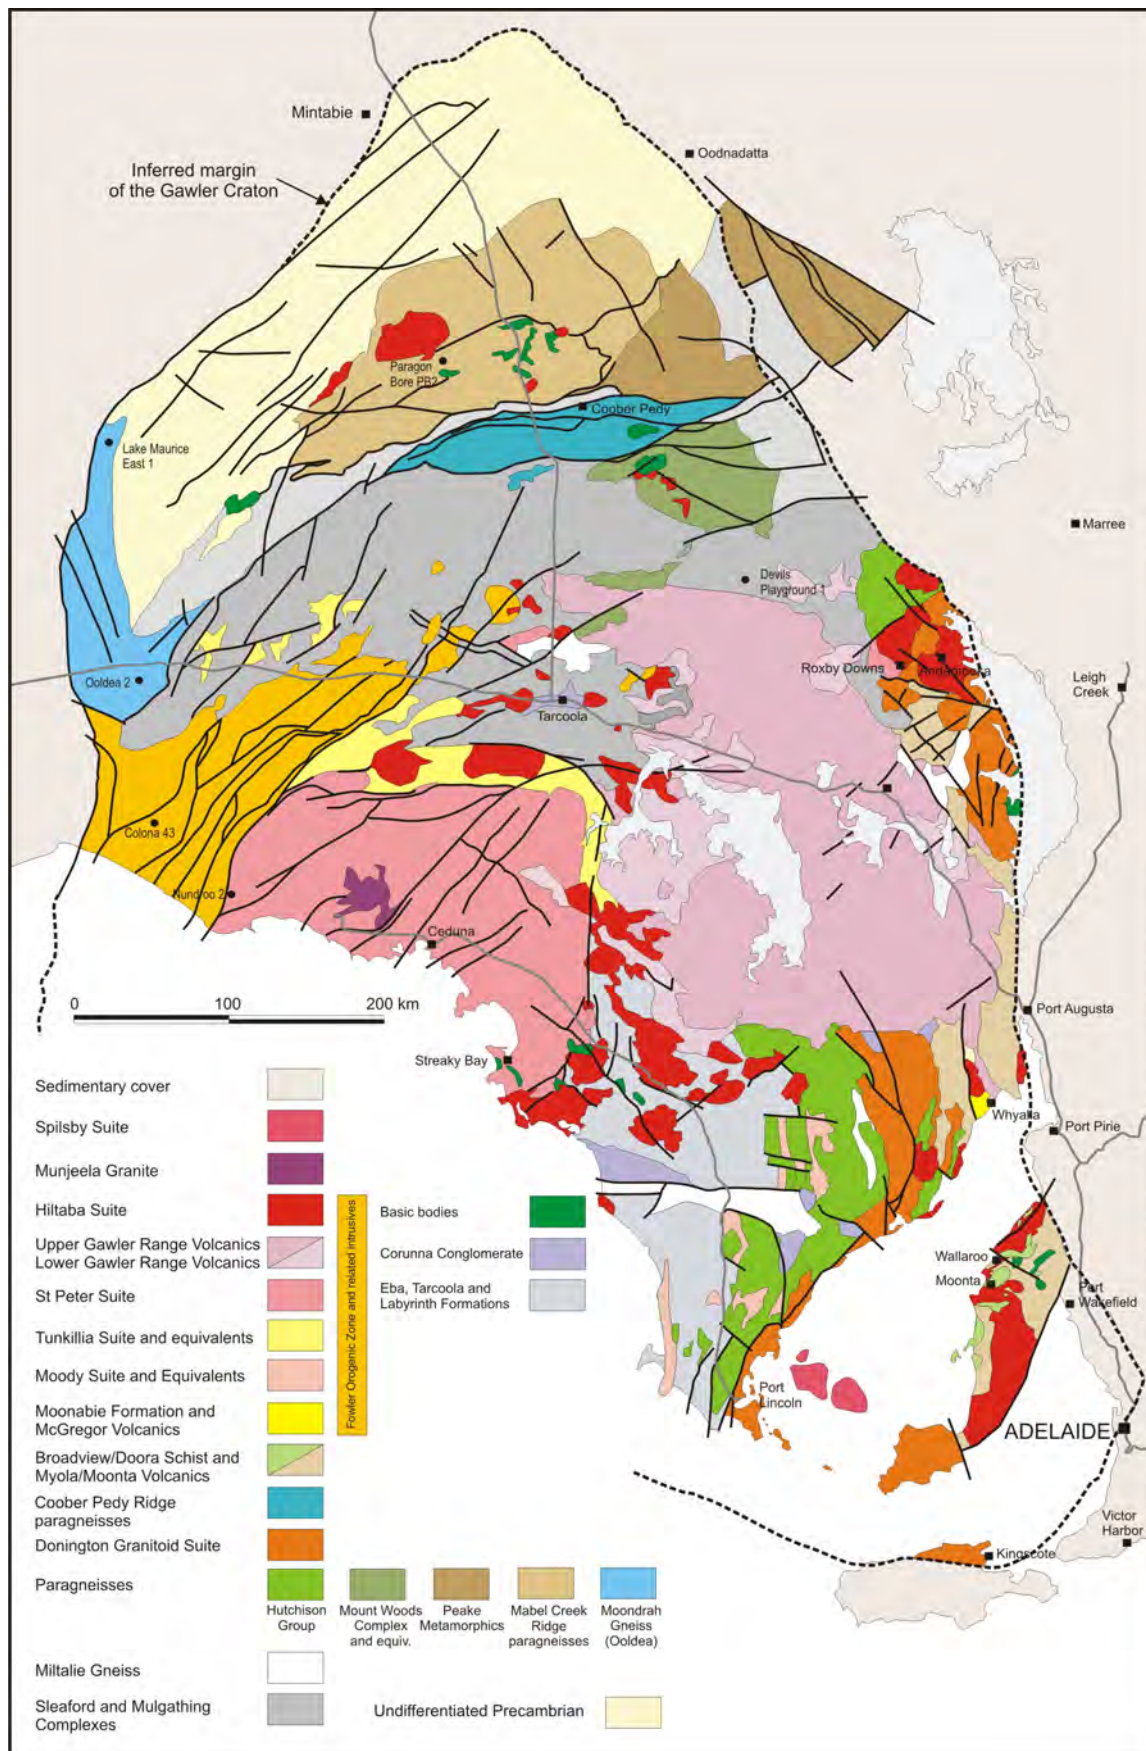 Mintabie
Oodnadatta
Inferred margin
of the Gawler Craton
Paragon
Bore PB2
Coober Pedy
Lake Maurice
East 1
Marree
Devils
Playground 1
Roxby Downs
Andamooka
Leigh
Creek
Ooldea 2
Tarcoola
Colona 43
Nundroo 2
Ceduna
0 100 200 km
Port Augusta
Streaky Bay
Whyalla
Port Pirie
Wallaroo
Moonta
Port
Wakefield
Port
Lincoln
ADELAIDE
Victor
Harbor
Kingscote
Sedimentary cover
Spilsby Suite
Munjeela Granite
Hiltaba Suite
Upper Gawler Range Volcanics
Lower Gawler Range Volcanics
St Peter Suite
Tunkillia Suite and equivalents
Moody Suite and Equivalents
Moonabie Formation and
McGregor Volcanics
Broadview/Doora Schist and
Myola/Moonta Volcanics
Coober Pedy Ridge
paragneisses
Donington Granitoid Suite
Paragneisses
Fowler Orogenic Zone and related intrusives
Basic bodies
Corunna Conglomerate
Eba, Tarcoola and
Labyrinth Formations
Hutchison
Group
Mount Woods
Complex
and equiv.
Peake
Metamorphics
Mabel Creek
Ridge
paragneisses
Moondrah
Gneiss
(Ooldea)
Miltalie Gneiss
Sleaford and Mulgathing
Complexes
Undifferentiated Precambrian